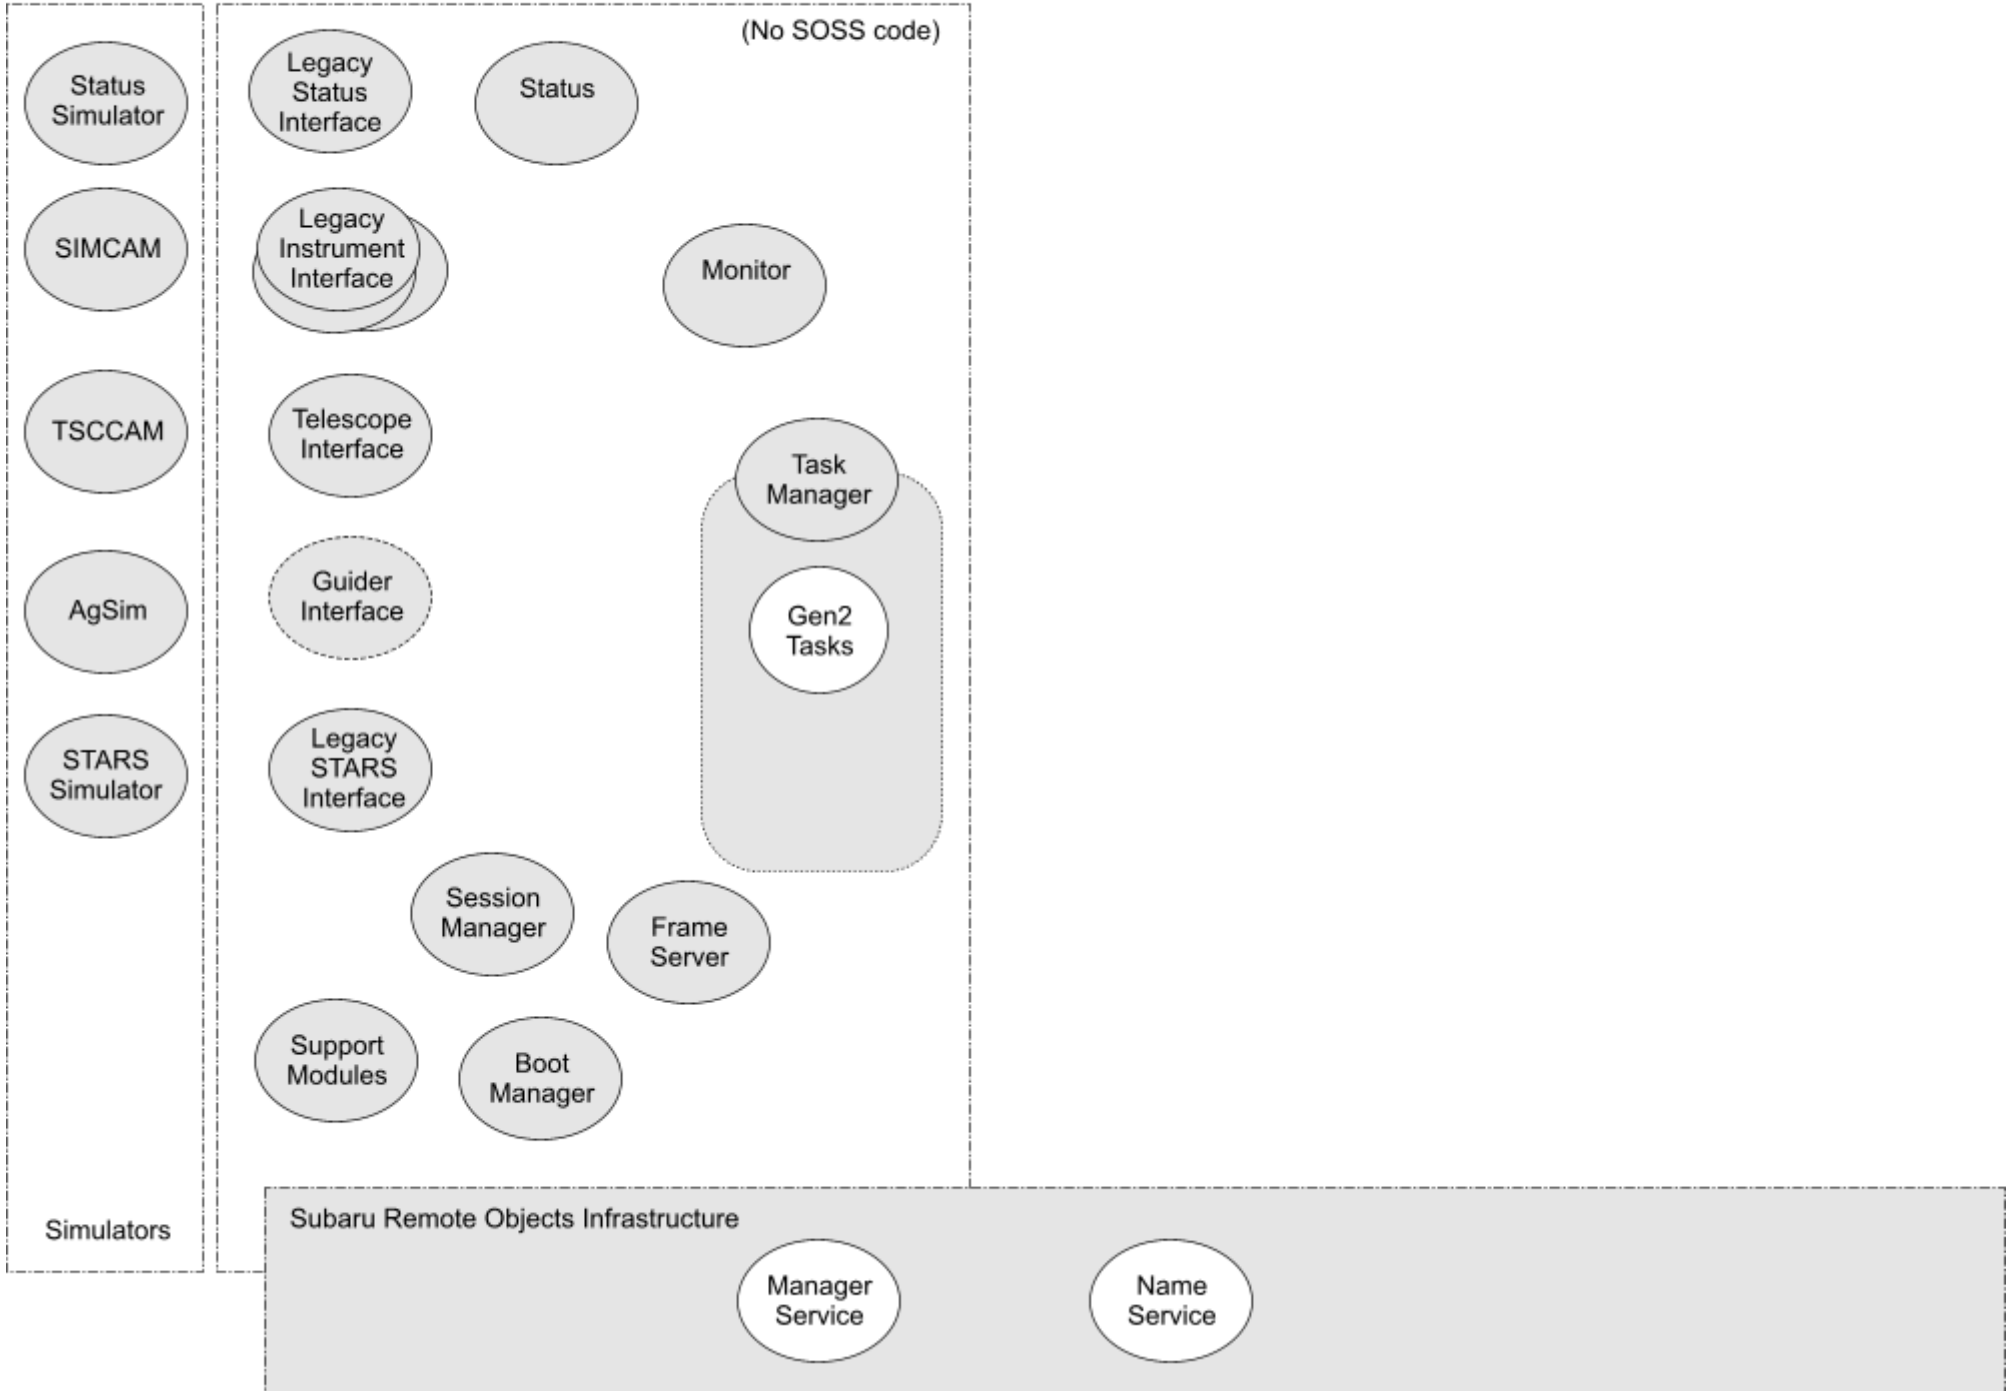 (No SOSS code)
Status
Simulator
Legacy
Status
Interface
Status
SIMCAM
Legacy
Instrument
Interface
Monitor
TSCCAM
Telescope
Interface
Task
Manager
AgSim
Guider
Interface
Gen2
Tasks
STARS
Simulator
Legacy
STARS
Interface
Session
Manager
Frame
Server
Support
Modules
Boot
Manager
Simulators
Subaru Remote Objects Infrastructure
Manager
Service
Name
Service